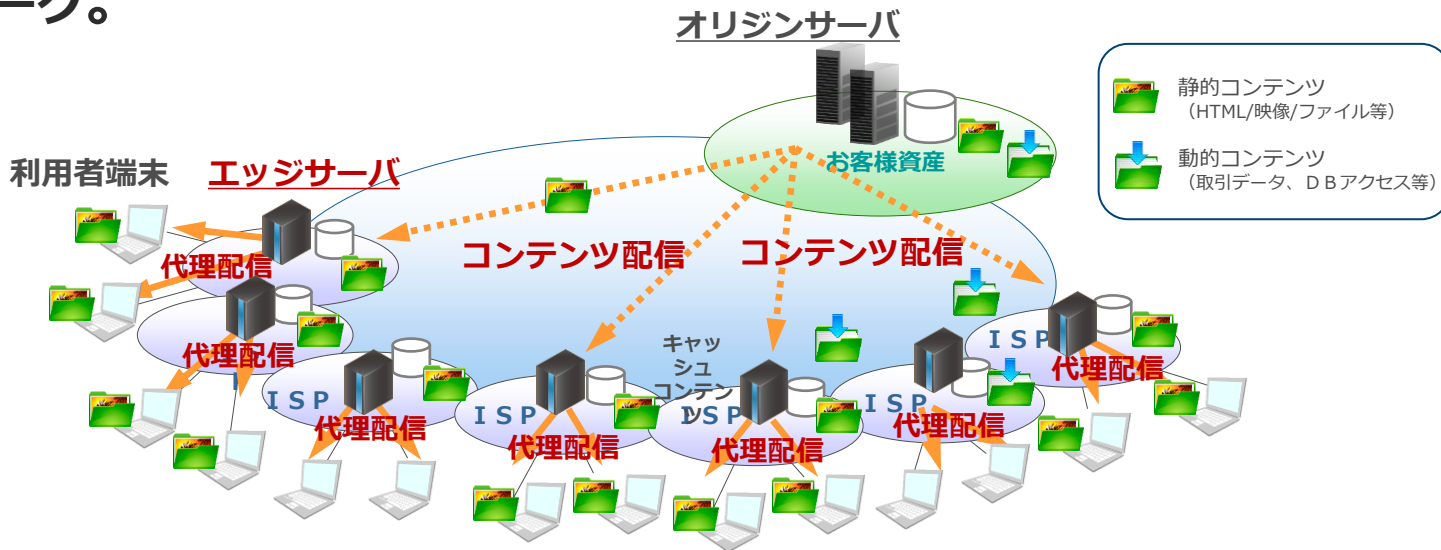 ーク。
オリジンサーバ
静的コンテンツ
（HTML/映像/ファイル等）
動的コンテンツ
（取引データ、ＤＢアクセス等）
お客様資産
利用者端末
エッジサーバ
コンテンツ配信
コンテンツ配信
代理配信
代理配信
ＩＳＰ
代理配信
ＩＳＰ
代理配信
キャッ
シュ
コンテン
ツ
ＩＳＰ
代理配信
ＩＳＰ
代理配信
ＩＳＰ
代理配信